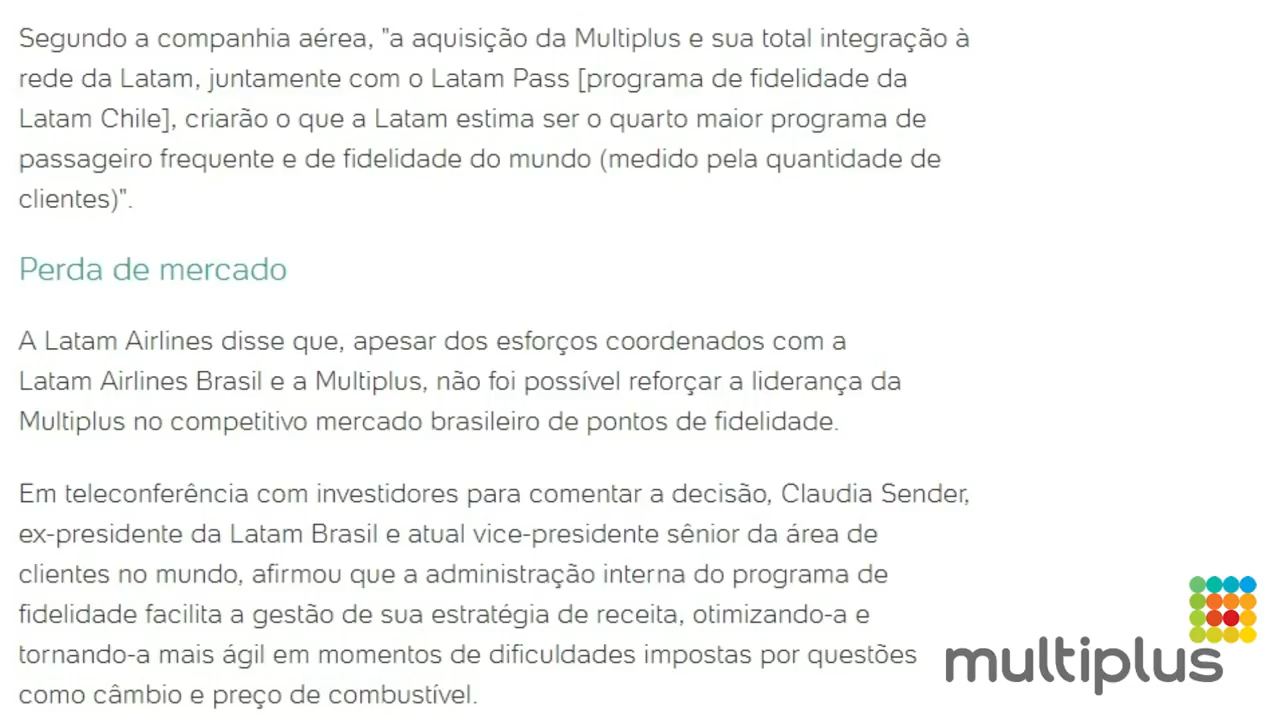 Segundo a companhia aérea, "a aquisição da Multiplus e sua total integração à
rede da Latam, juntamente com o Latam Pass [programa de fidelidade da
Latam Chile], criarão o que a Latam estima ser o quarto maior programa de
passageiro frequente e de fidelidade do mundo (medido pela quantidade de
clientes)".
Perda de mercado
A Latam Airlines disse que, apesar dos esforços coordenados com a
Latam Airlines Brasil e a Multiplus, não foi possível reforçar a liderança da
Multiplus no competitivo mercado brasileiro de pontos de fidelidade.
Em teleconferência com investidores para comentar a decisão, Claudia Sender,
ex-presidente da Latam Brasil e atual vice-presidente sênior da área de
clientes no mundo, afirmou que a administração interna do programa de
fidelidade facilita a gestão de sua estratégia de receita, otimizando-a e
tornando-a mais ágil em momentos de dificuldades impostas por questões
como câmbio e preço de combustível.
multiplus